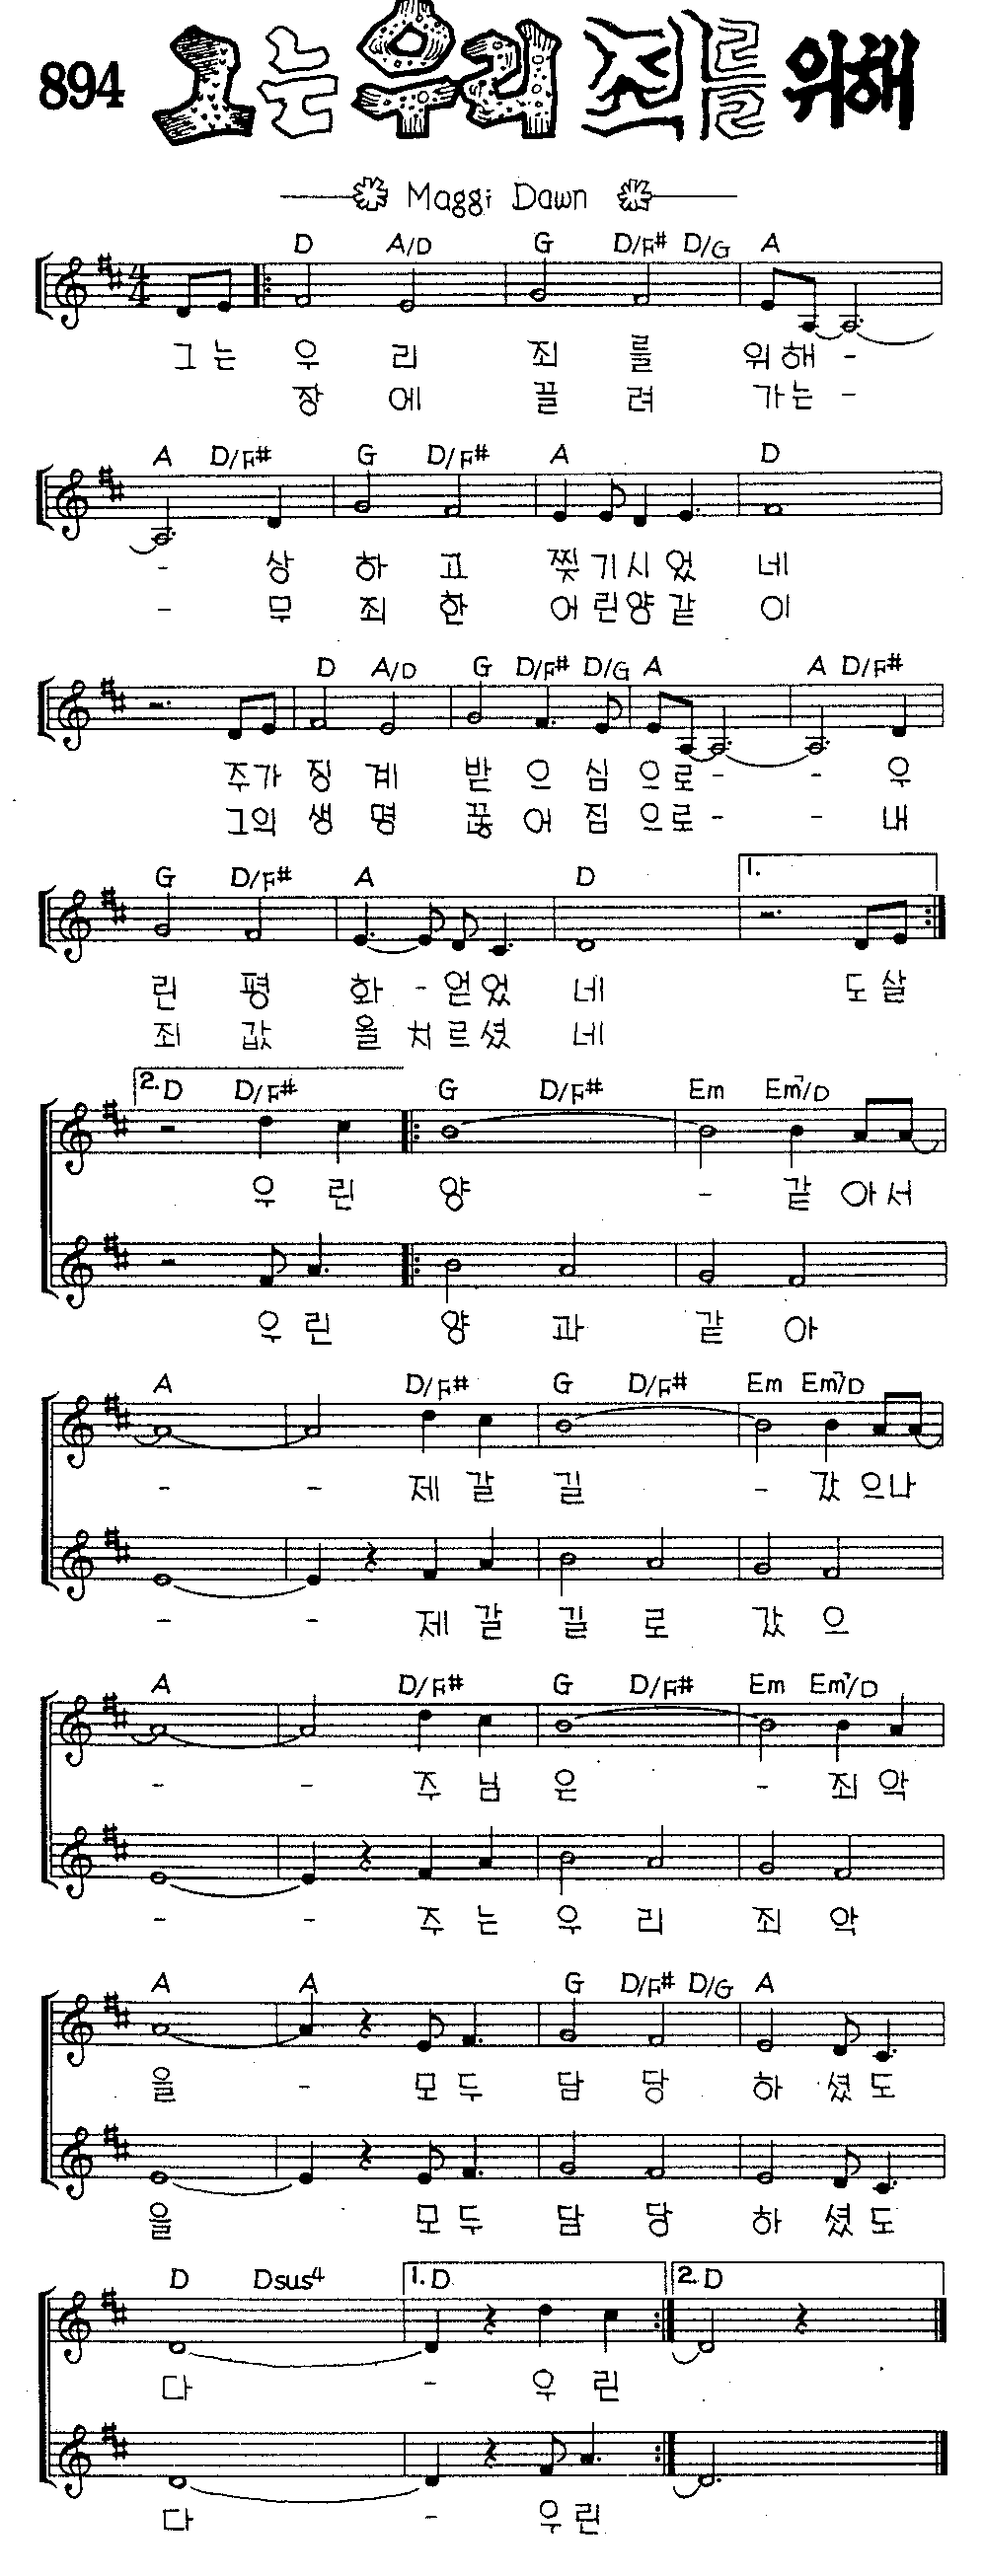 894 그는 우리 죄를 위해
Maggi Dawn
D A/D G D/F# D/G A
그는 우 리 죄 를 위해 -
장 에 끌 려 가는 -
A D/F# G D/F# A D
- 상 하 고 찢 기 시 었 네
- 무 죄 한 어 린 양 같 이
D A/D G D/F# D/G A A D/F#
주가 징 계 받 으 심 으로 - - 우
그의 생 명 끊 어 짐 으로 - - 내
G D/F# A D 1.
린 평 화 - 얻 었 네 도 살
죄 값 을 치 르 셨 네
2. D D/F# G D/F# Em Em7/D
우 린 양 - 같 아서
우 린 양 과 같 아
A D/F# G D/F# Em Em7/D
- - 제 갈 길 - 갔 으나
- - 제 갈 길 로 갔 으
A D/F# G D/F# Em Em7/D
- - 주 님 은 - 죄 악
- - 주 는 우 리 죄 악
A A G D/F# D/G A
을 - 모 두 담 당 하 셨 도
을 모 두 담 당 하 셨 도
D Dsus4 1. D 2. D
다 - 우 린
다 - 우 린